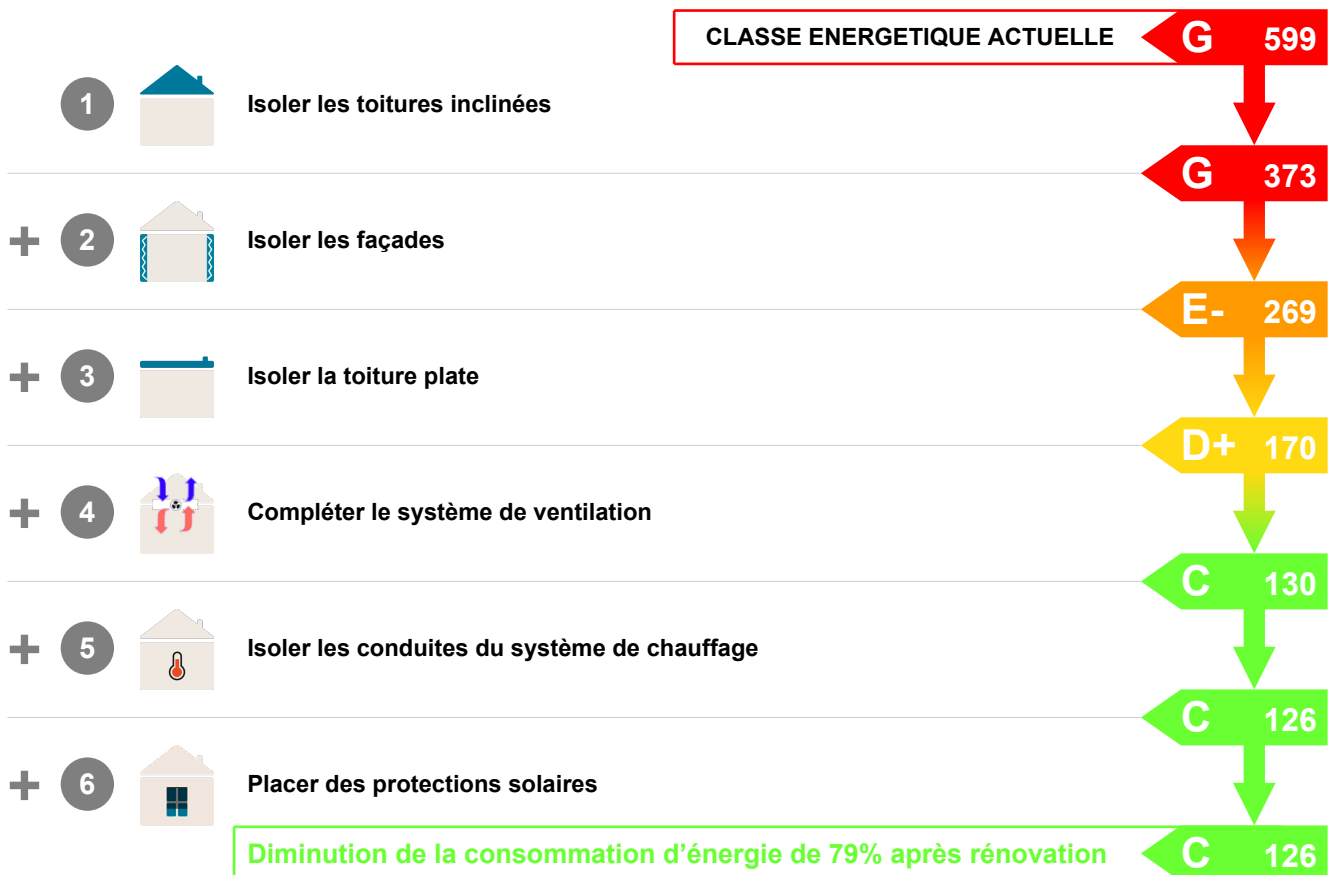 CLASSE ENERGETIQUE ACTUELLE G 599
1 Isoler les toitures inclinées
G 373
+ 2 Isoler les façades
E- 269
+ 3 Isoler la toiture plate
D+ 170
+ 4 Compléter le système de ventilation
C 130
+ 5 Isoler les conduites du système de chauffage
C 126
+ 6 Placer des protections solaires
Diminution de la consommation d’énergie de 79% après rénovation C 126